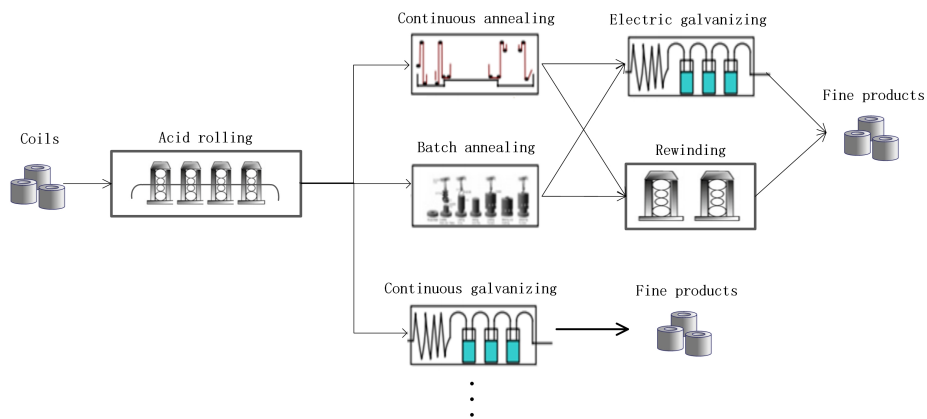 Continuous annealing
Electric galvanizing
Fine products
Coils
Acid rolling
Batch annealing
Rewinding
Continuous galvanizing
Fine products